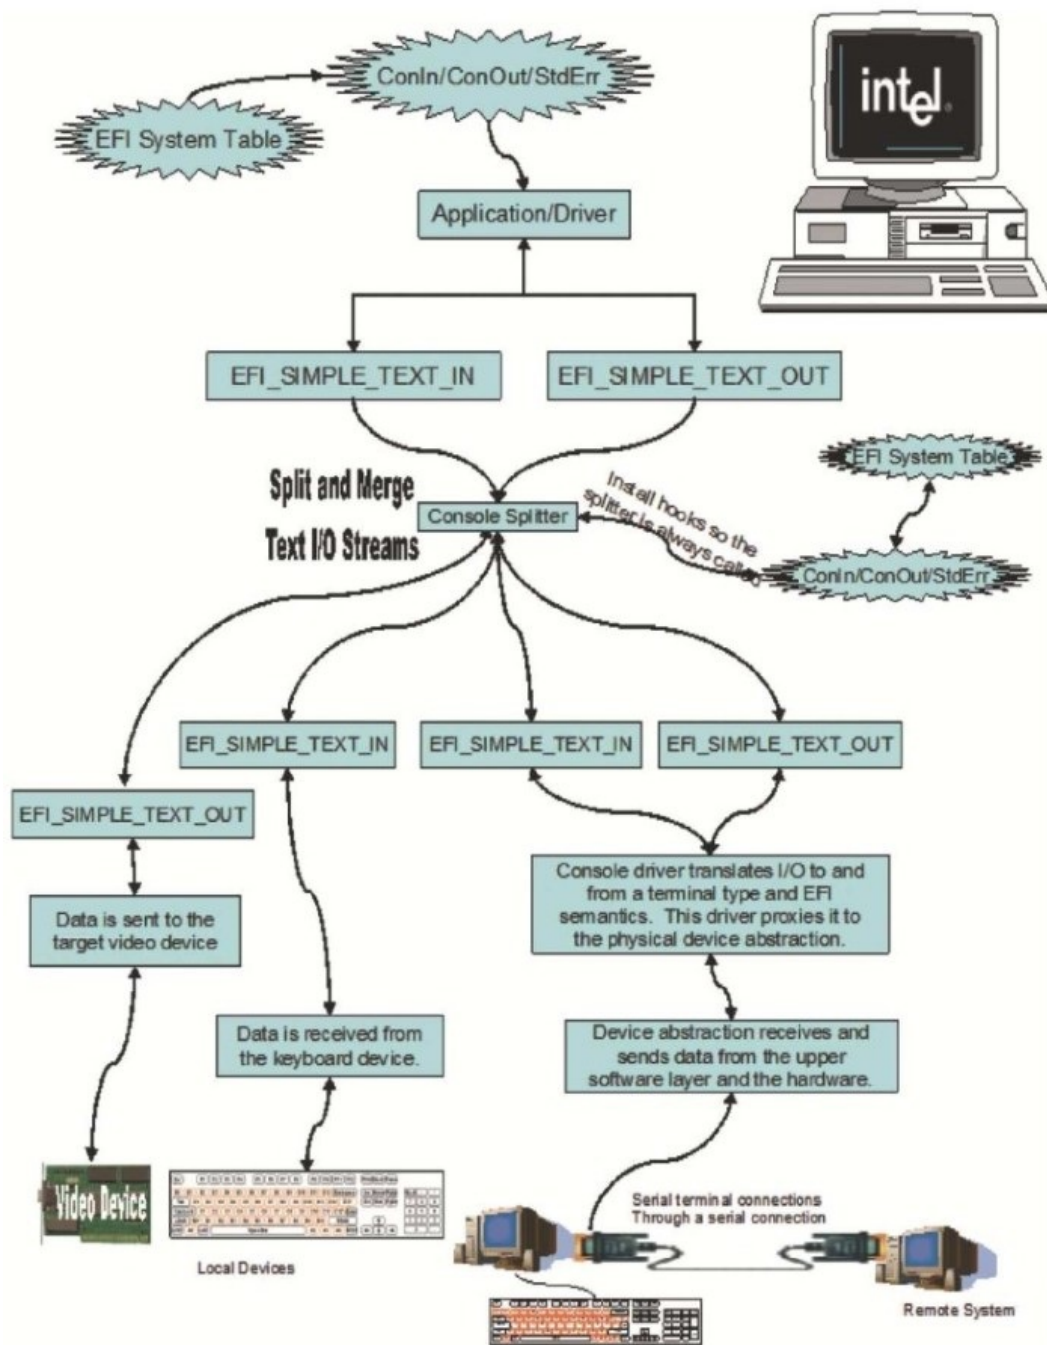 ConIn/ConOut/StdErr
EFI System Table
intel
Application/Driver
EFI_SIMPLE_TEXT_IN
EFI_SIMPLE_TEXT_OUT
EFI System Table
Split and Merge
Text I/O Streams
Console Splitter
Install hooks so the
splitter is always called
ConIn/ConOut/StdErr
EFI_SIMPLE_TEXT_IN
EFI_SIMPLE_TEXT_IN
EFI_SIMPLE_TEXT_OUT
EFI_SIMPLE_TEXT_OUT
Console driver translates I/O to and
from a terminal type and EFI
semantics. This driver proxies it to
the physical device abstraction.
Data is sent to the
target video device
Data is received from
the keyboard device.
Device abstraction receives and
sends data from the upper
software layer and the hardware.
Video Device
Serial terminal connections
Through a serial connection
Local Devices
Remote System